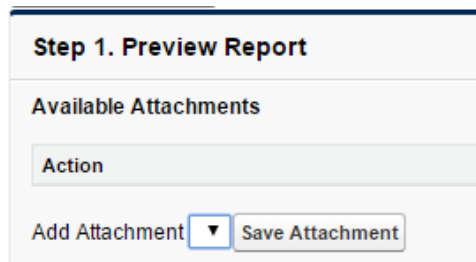 Step 1. Preview Report
Available Attachments
Action
Add Attachment Save Attachment